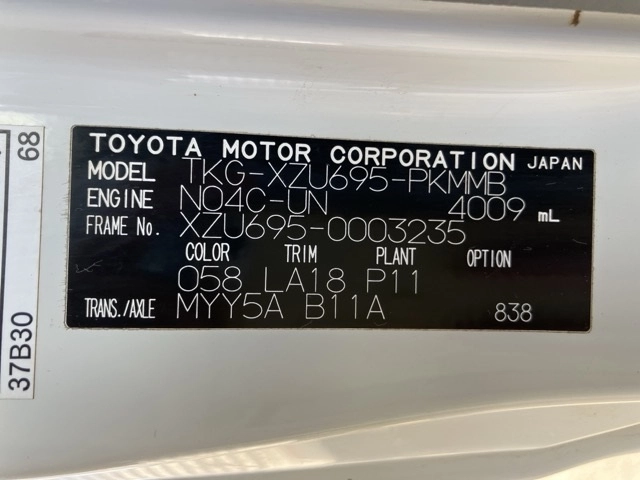 TOYOTA MOTOR CORPORATION JAPAN
MODEL TKG-XZU695-PKMMB
ENGINE N04C-UN 4009 mL
FRAME No. XZU695-0003235
COLOR TRIM PLANT OPTION
058 LA18 P11
TRANS./AXLE MYY5A B11A 838
37B30 68